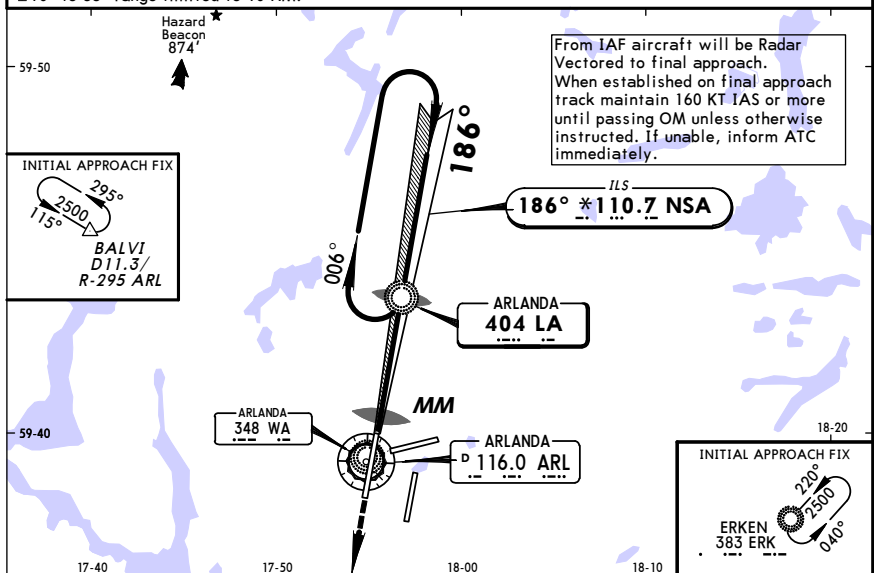 Hazard
Beacon
874'
59-50
From IAF aircraft will be Radar
Vectored to final approach.
When established on final approach
track maintain 160 KT IAS or more
until passing OM unless otherwise
instructed. If unable, inform ATC
immediately.
186°
INITIAL APPROACH FIX
295°
2500
115°
BALVI
D11.3/
R-295 ARL
ILS
186° *110.7 NSA
006°
ARLANDA
404 LA
MM
ARLANDA
348 WA
59-40
18-20
ARLANDA
D 116.0 ARL
INITIAL APPROACH FIX
220°
2500
ERKEN
383 ERK
040°
17-40
17-50
18-00
18-10